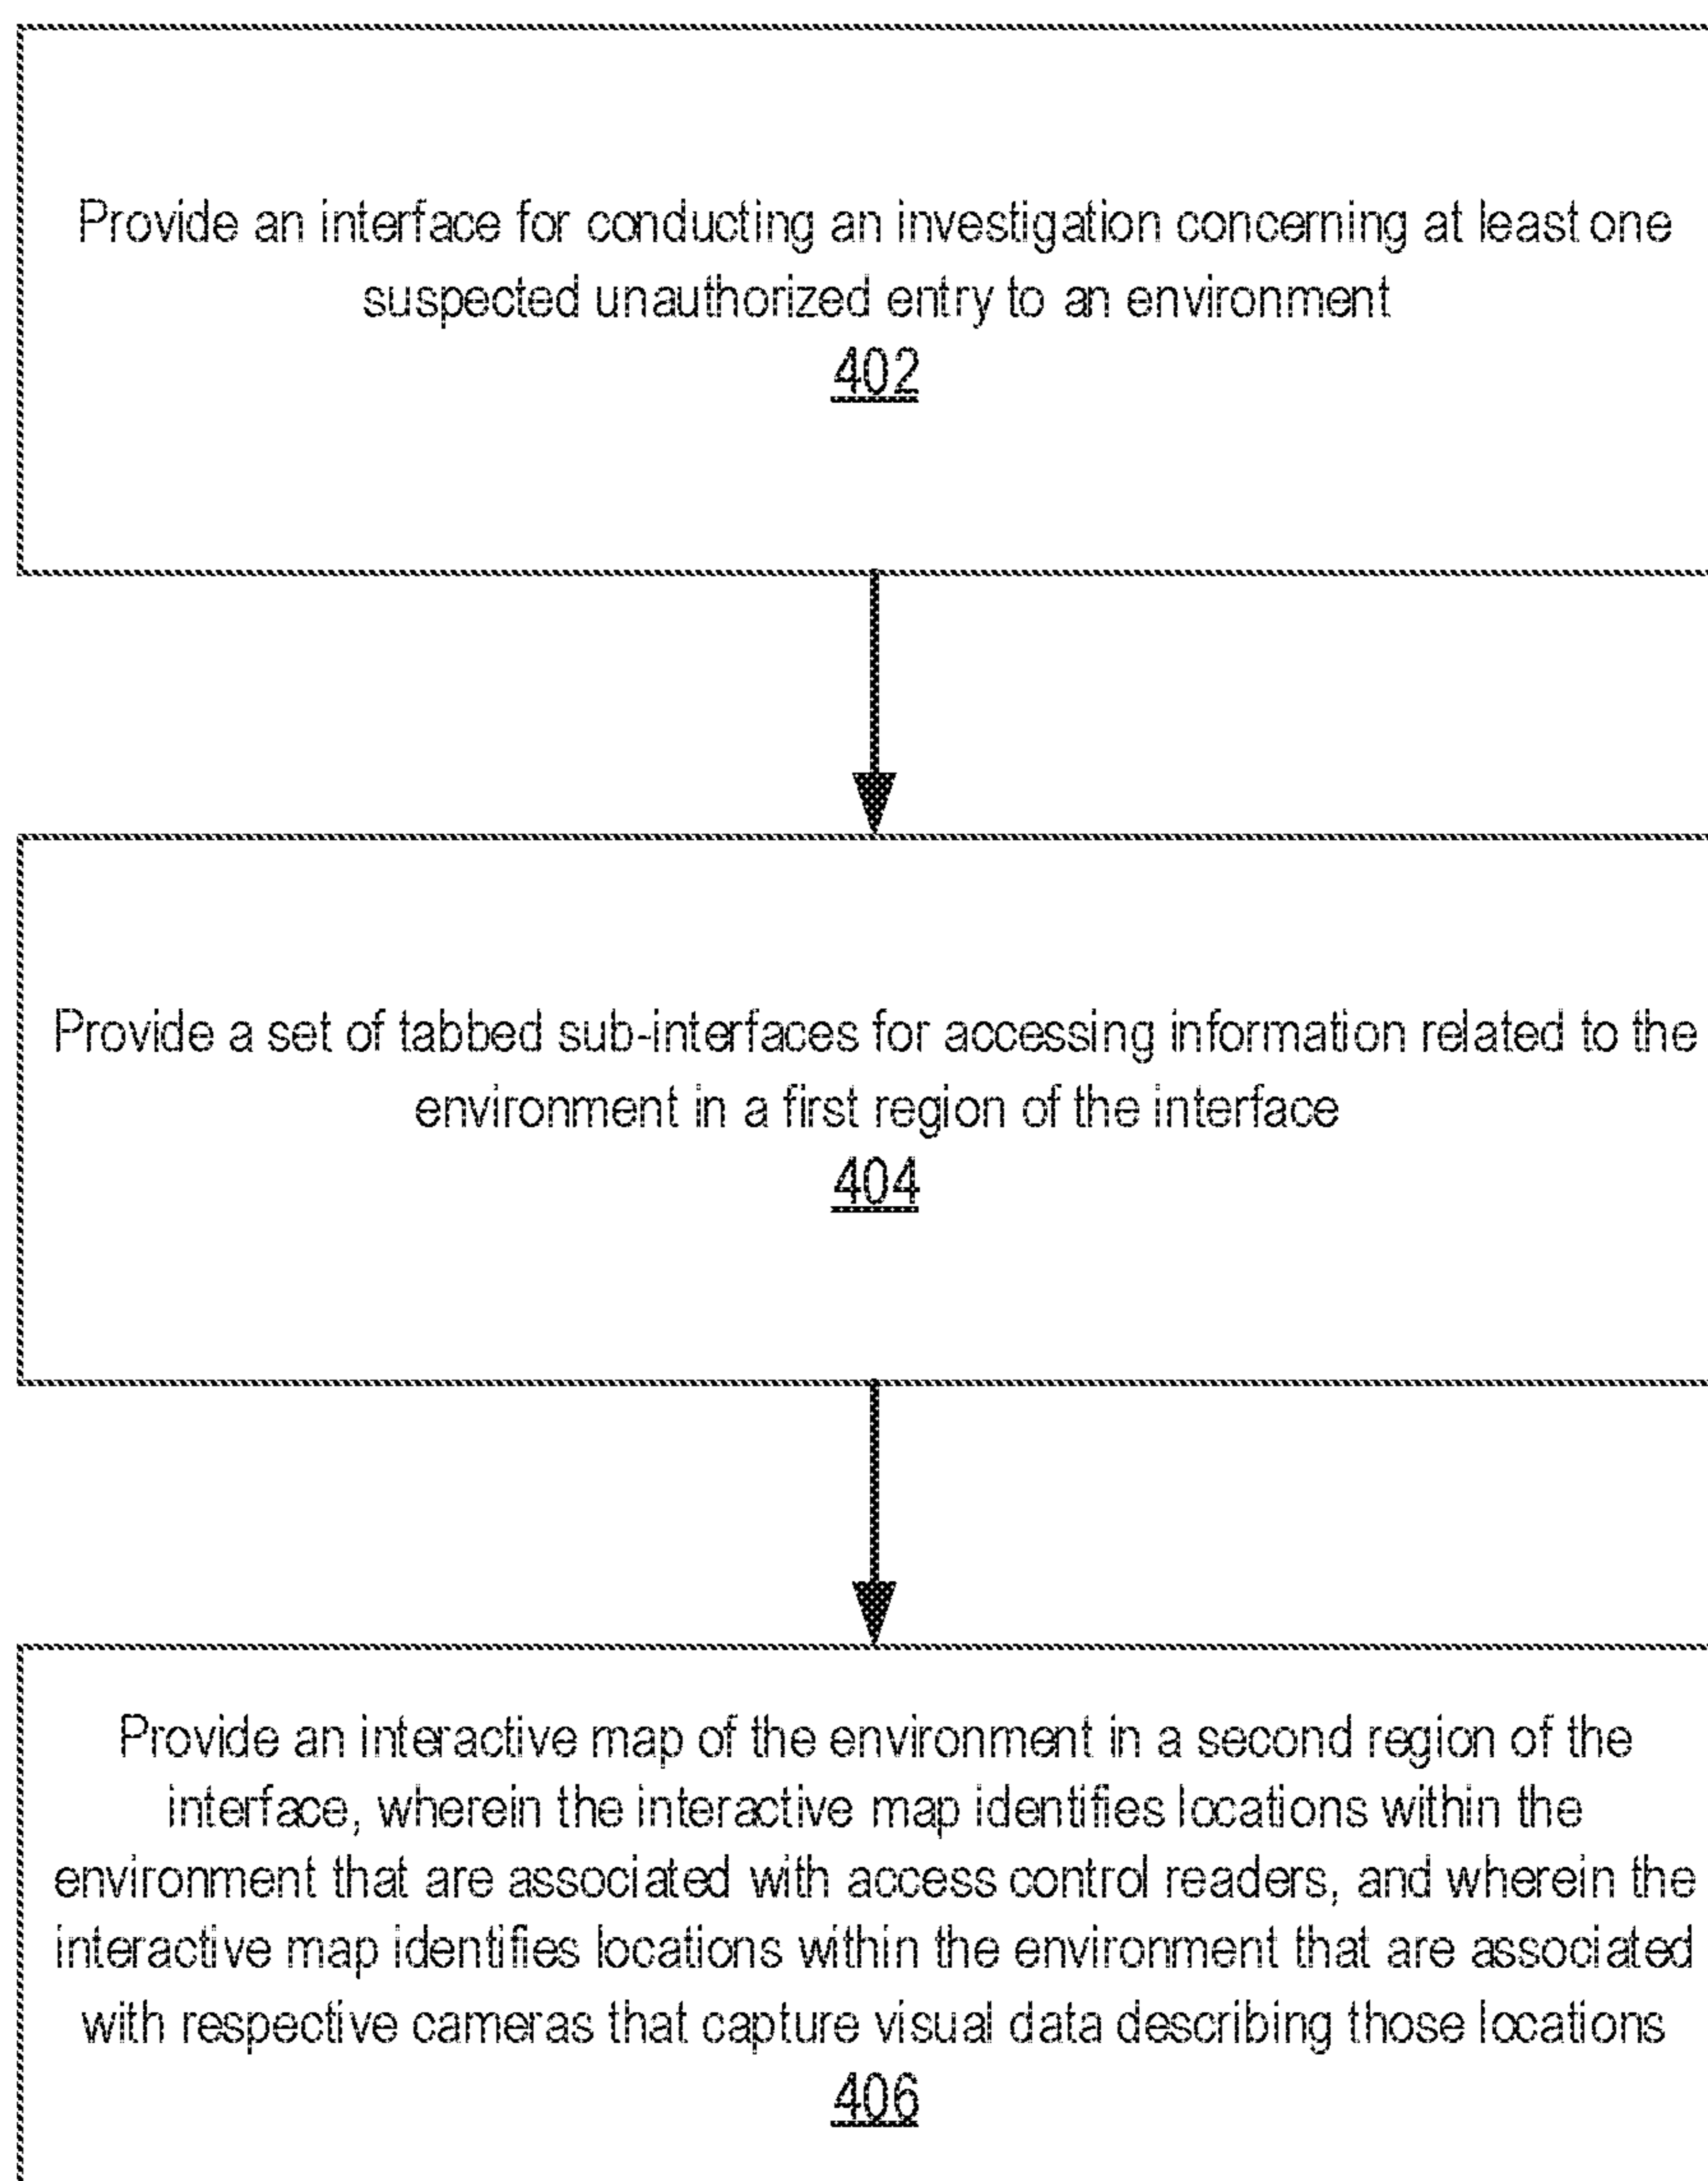 Provide an interface for conducting an investigation concerning at least one
suspected unauthorized entry to an environment
402
Provide a set of tabbed sub-interfaces for accessing information related to the
environment in a first region of the interface
404
Provide an interactive map of the environment in a second region of the
interface, wherein the interactive map identifies locations within the
environment that are associated with access control readers, and wherein the
interactive map identifies locations within the environment that are associated
with respective cameras that capture visual data describing those locations
406